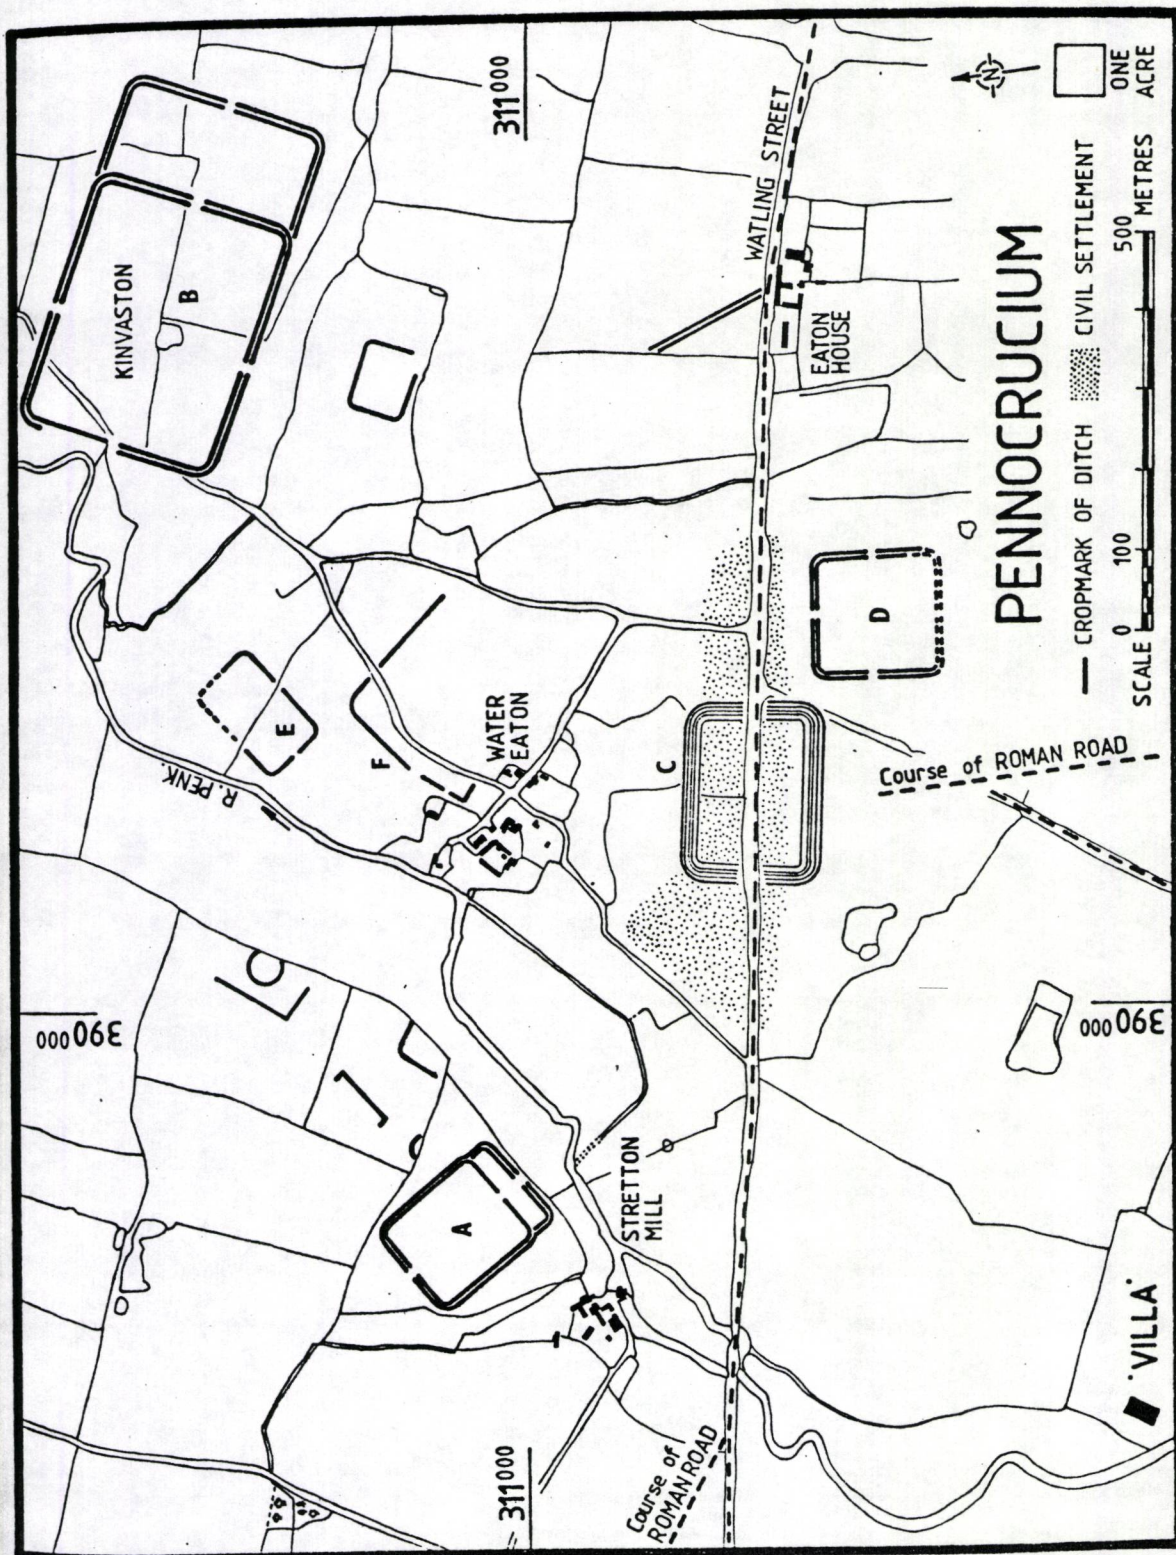 KINVASTON
B
311000
WATLING STREET
N
ONE
ACRE
EATON
HOUSE
E
F
WATER
EATON
R. PENK.
C
D
PENNOCRUCIUM
CROPMARK OF DITCH
CIVIL SETTLEMENT
SCALE 0 100 500 METRES
Course of ROMAN ROAD
390000
390000
A
STRETTON
MILL
311000
Course of
ROMAN ROAD
'VILLA'